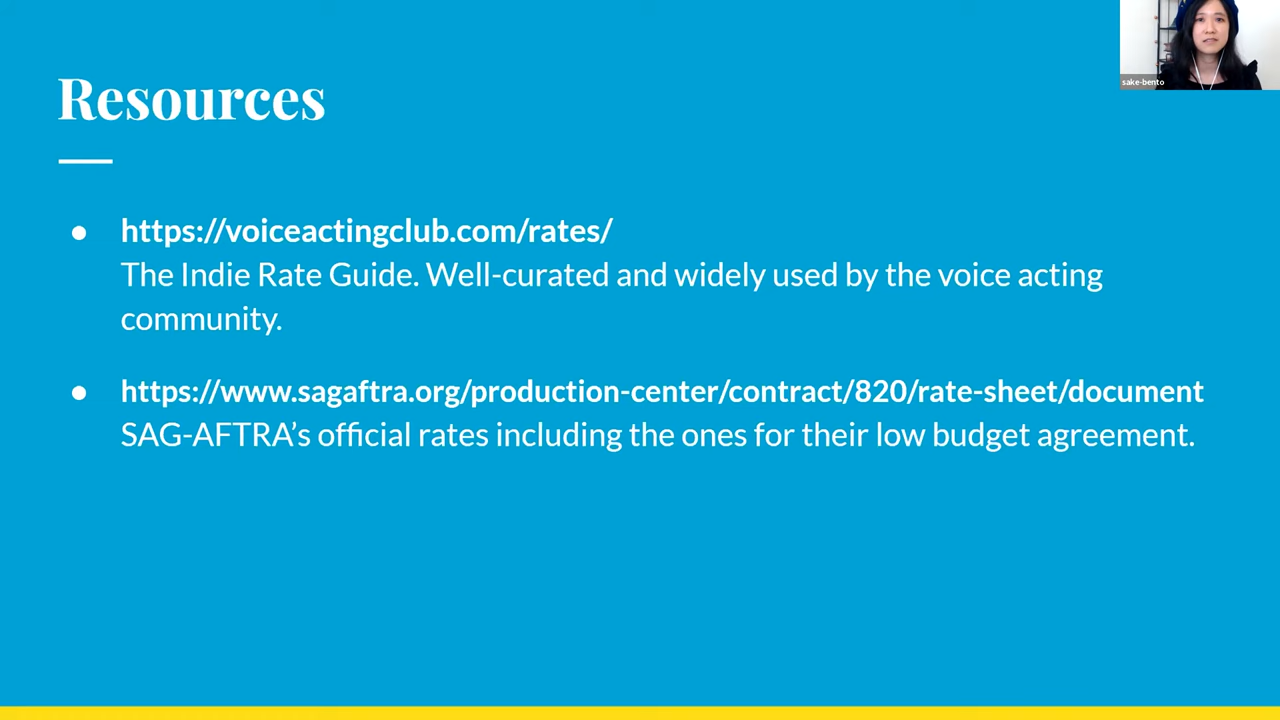 sake-bento
Resources
● https://voiceactingclub.com/rates/
The Indie Rate Guide. Well-curated and widely used by the voice acting
community.
● https://www.sagaftra.org/production-center/contract/820/rate-sheet/document
SAG-AFTRA’s official rates including the ones for their low budget agreement.